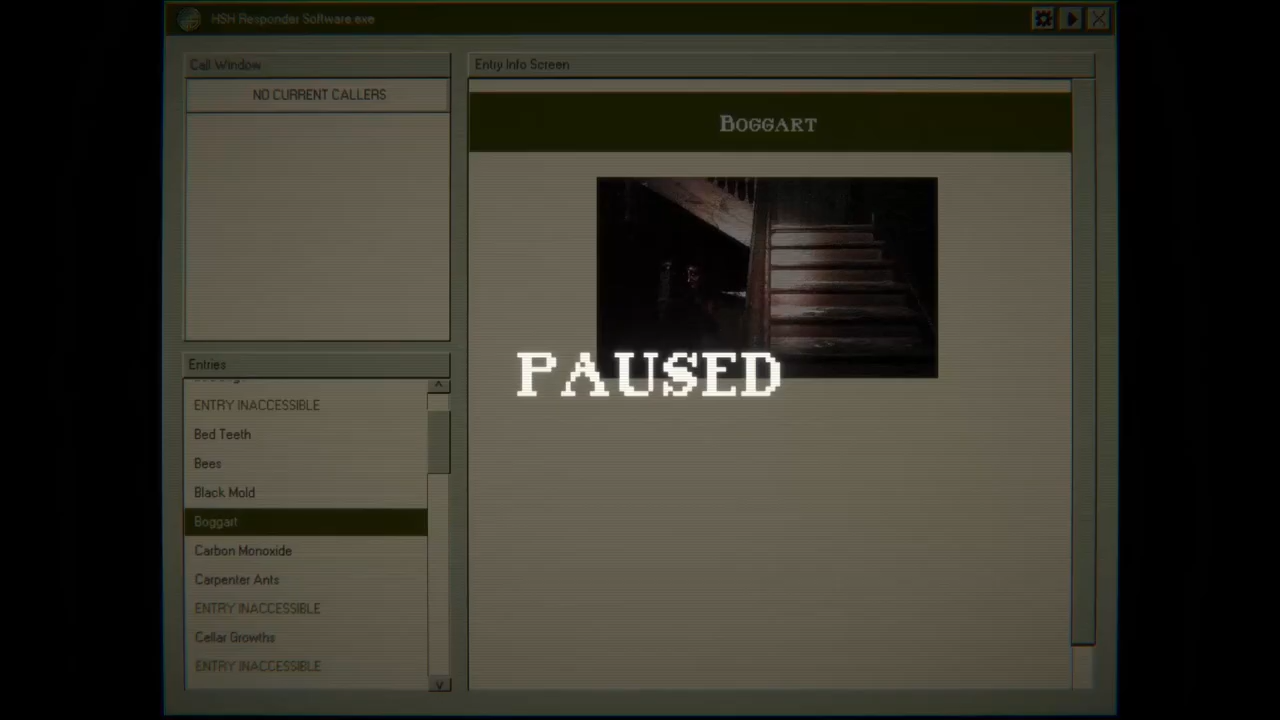 HSH Responder Software.exe
Call Window
NO CURRENT CALLERS
Entry Info Screen
Boggart
PAUSED
Entries
ENTRY INACCESSIBLE
Bed Teeth
Bees
Black Mold
Boggart
Carbon Monoxide
Carpenter Ants
ENTRY INACCESSIBLE
Cellar Growths
ENTRY INACCESSIBLE